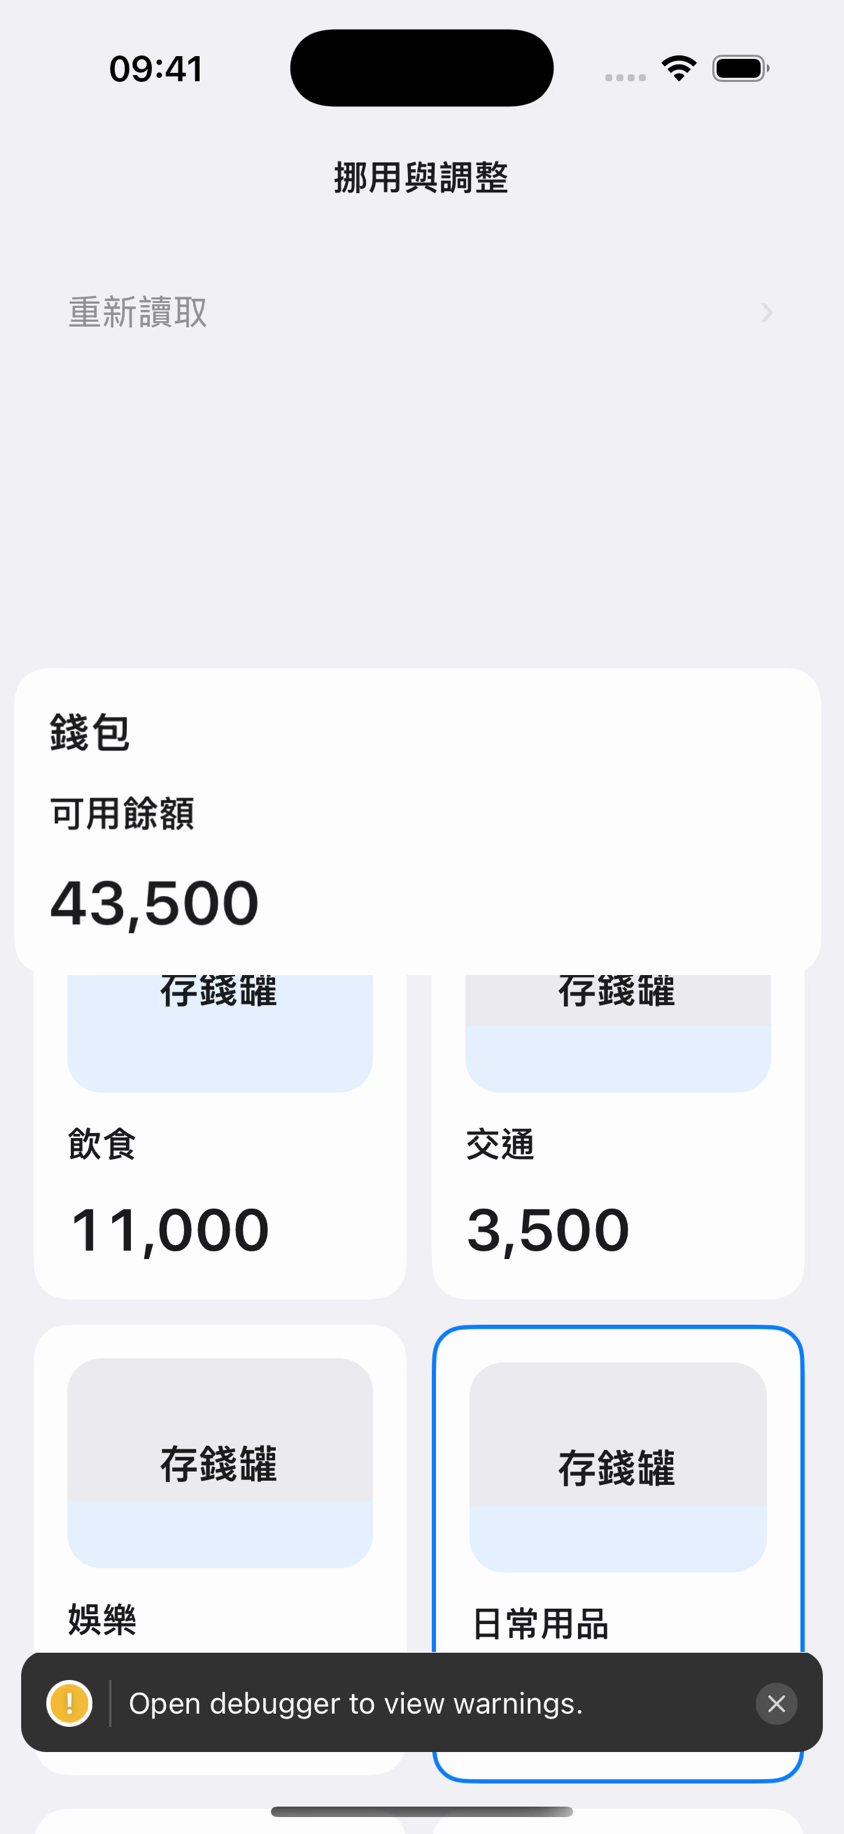 09:41
挪用與調整
重新讀取
錢包
可用餘額
43,500
存錢罐
存錢罐
飲食
交通
11,000
3,500
存錢罐
存錢罐
娛樂
日常用品
Open debugger to view warnings.